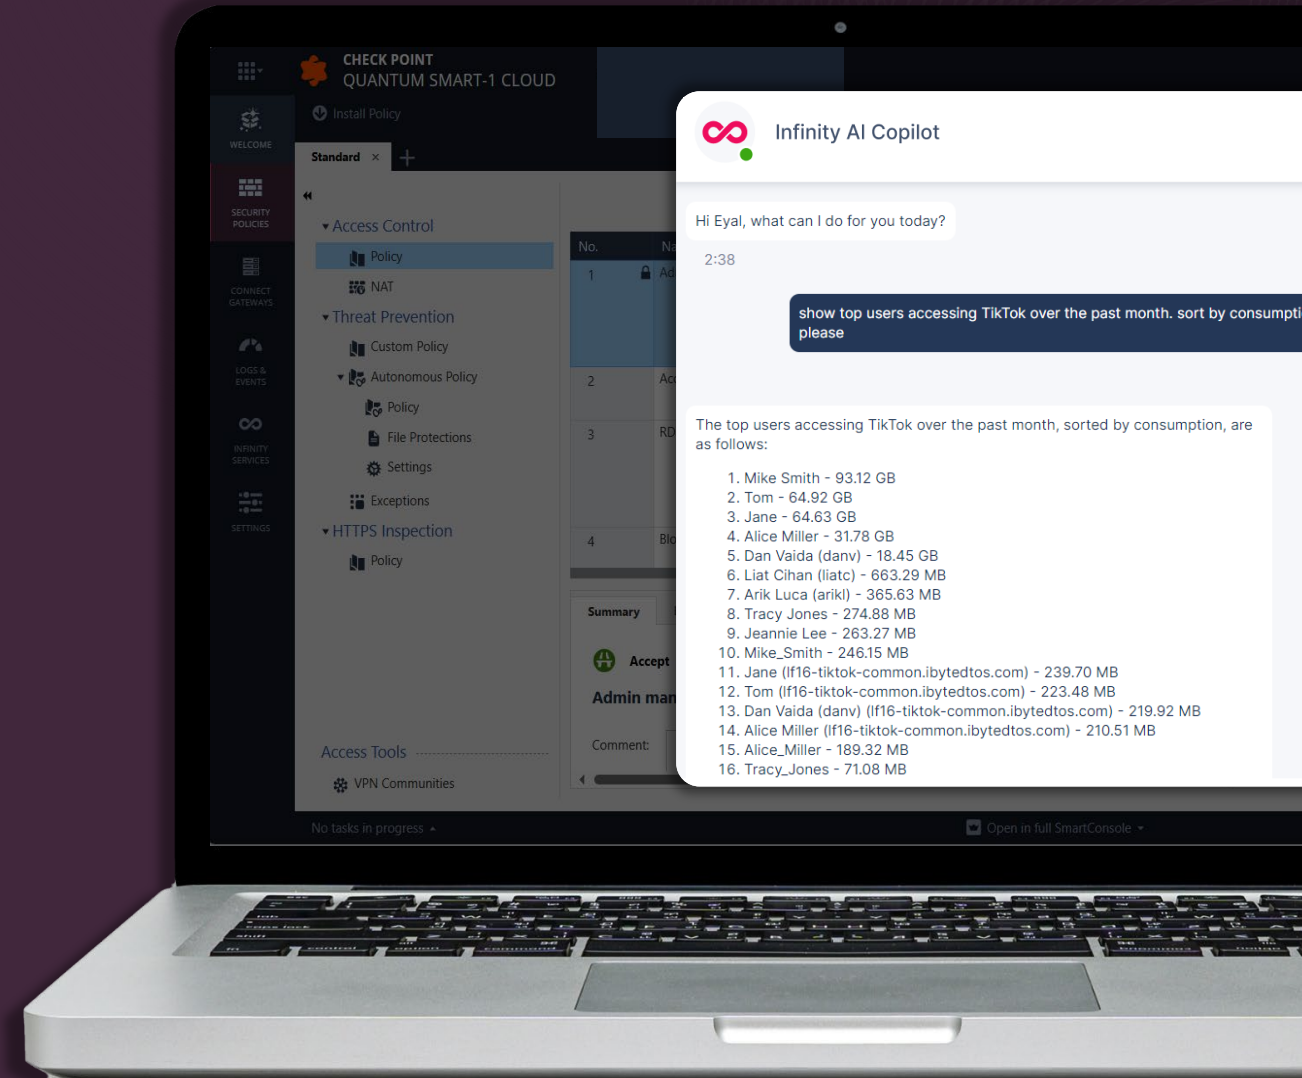 CHECK POINT
QUANTUM SMART-1 CLOUD
Install Policy
WELCOME
SECURITY
POLICIES
CONNECT
GATEWAYS
LOGS &
EVENTS
INFINITY
SERVICES
SETTINGS
Standard ×
Access Control
Policy
NAT
Threat Prevention
Custom Policy
Autonomous Policy
Policy
File Protections
Settings
Exceptions
HTTPS Inspection
Policy
Access Tools
VPN Communities
No tasks in progress
No.
1
2
3 RD
4
Summary
Accept
Comment:
Open in full SmartConsole
Infinity AI Copilot
Hi Eyal, what can I do for you today?
2:38
show top users accessing TikTok over the past month. sort by
please
The top users accessing TikTok over the past month, sorted by consumption, are
as follows:
1. Mike Smith - 93.12 GB
2. Tom - 64.92 GB
3. Jane - 64.63 GB
4. Alice Miller - 31.78 GB
5. Dan Vaida (danv) - 18.45 GB
6. Liat Cihan (liatc) - 663.29 MB
7. Arik Luca (arikl) - 365.63 MB
8. Tracy Jones - 274.88 MB
9. Jeannie Lee - 263.27 MB
10. Mike_Smith - 246.15 MB
11. Jane (lf16-tiktok-common.ibytedtos.com) - 239.70 MB
12. Tom (lf16-tiktok-common.ibytedtos.com) - 223.48 MB
13. Dan Vaida (danv) (lf16-tiktok-common.ibytedtos.com) - 219.92 MB
14. Alice Miller (lf16-tiktok-common.ibytedtos.com) - 210.51 MB
15. Alice_Miller - 189.32 MB
16. Tracy_Jones - 71.08 MB
esc
tab
caps lock
shift
fn
control
option
command